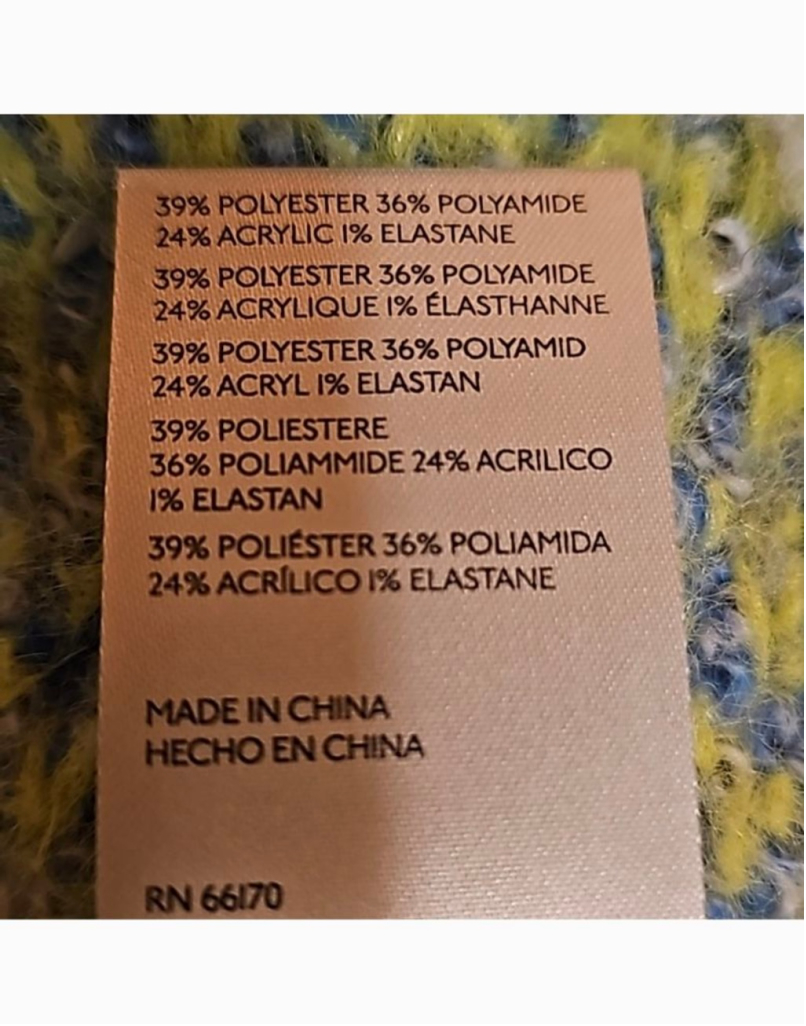 39% POLYESTER 36% POLYAMIDE
24% ACRYLIC 1% ELASTANE
39% POLYESTER 36% POLYAMIDE
24% ACRYLIQUE 1% ÉLASTHANNE
39% POLYESTER 36% POLYAMID
24% ACRYL 1% ELASTAN
39% POLIESTERE
36% POLIAMMIDE 24% ACRILICO
1% ELASTAN
39% POLIÉSTER 36% POLIAMIDA
24% ACRÍLICO 1% ELASTANE
MADE IN CHINA
HECHO EN CHINA
RN 66170